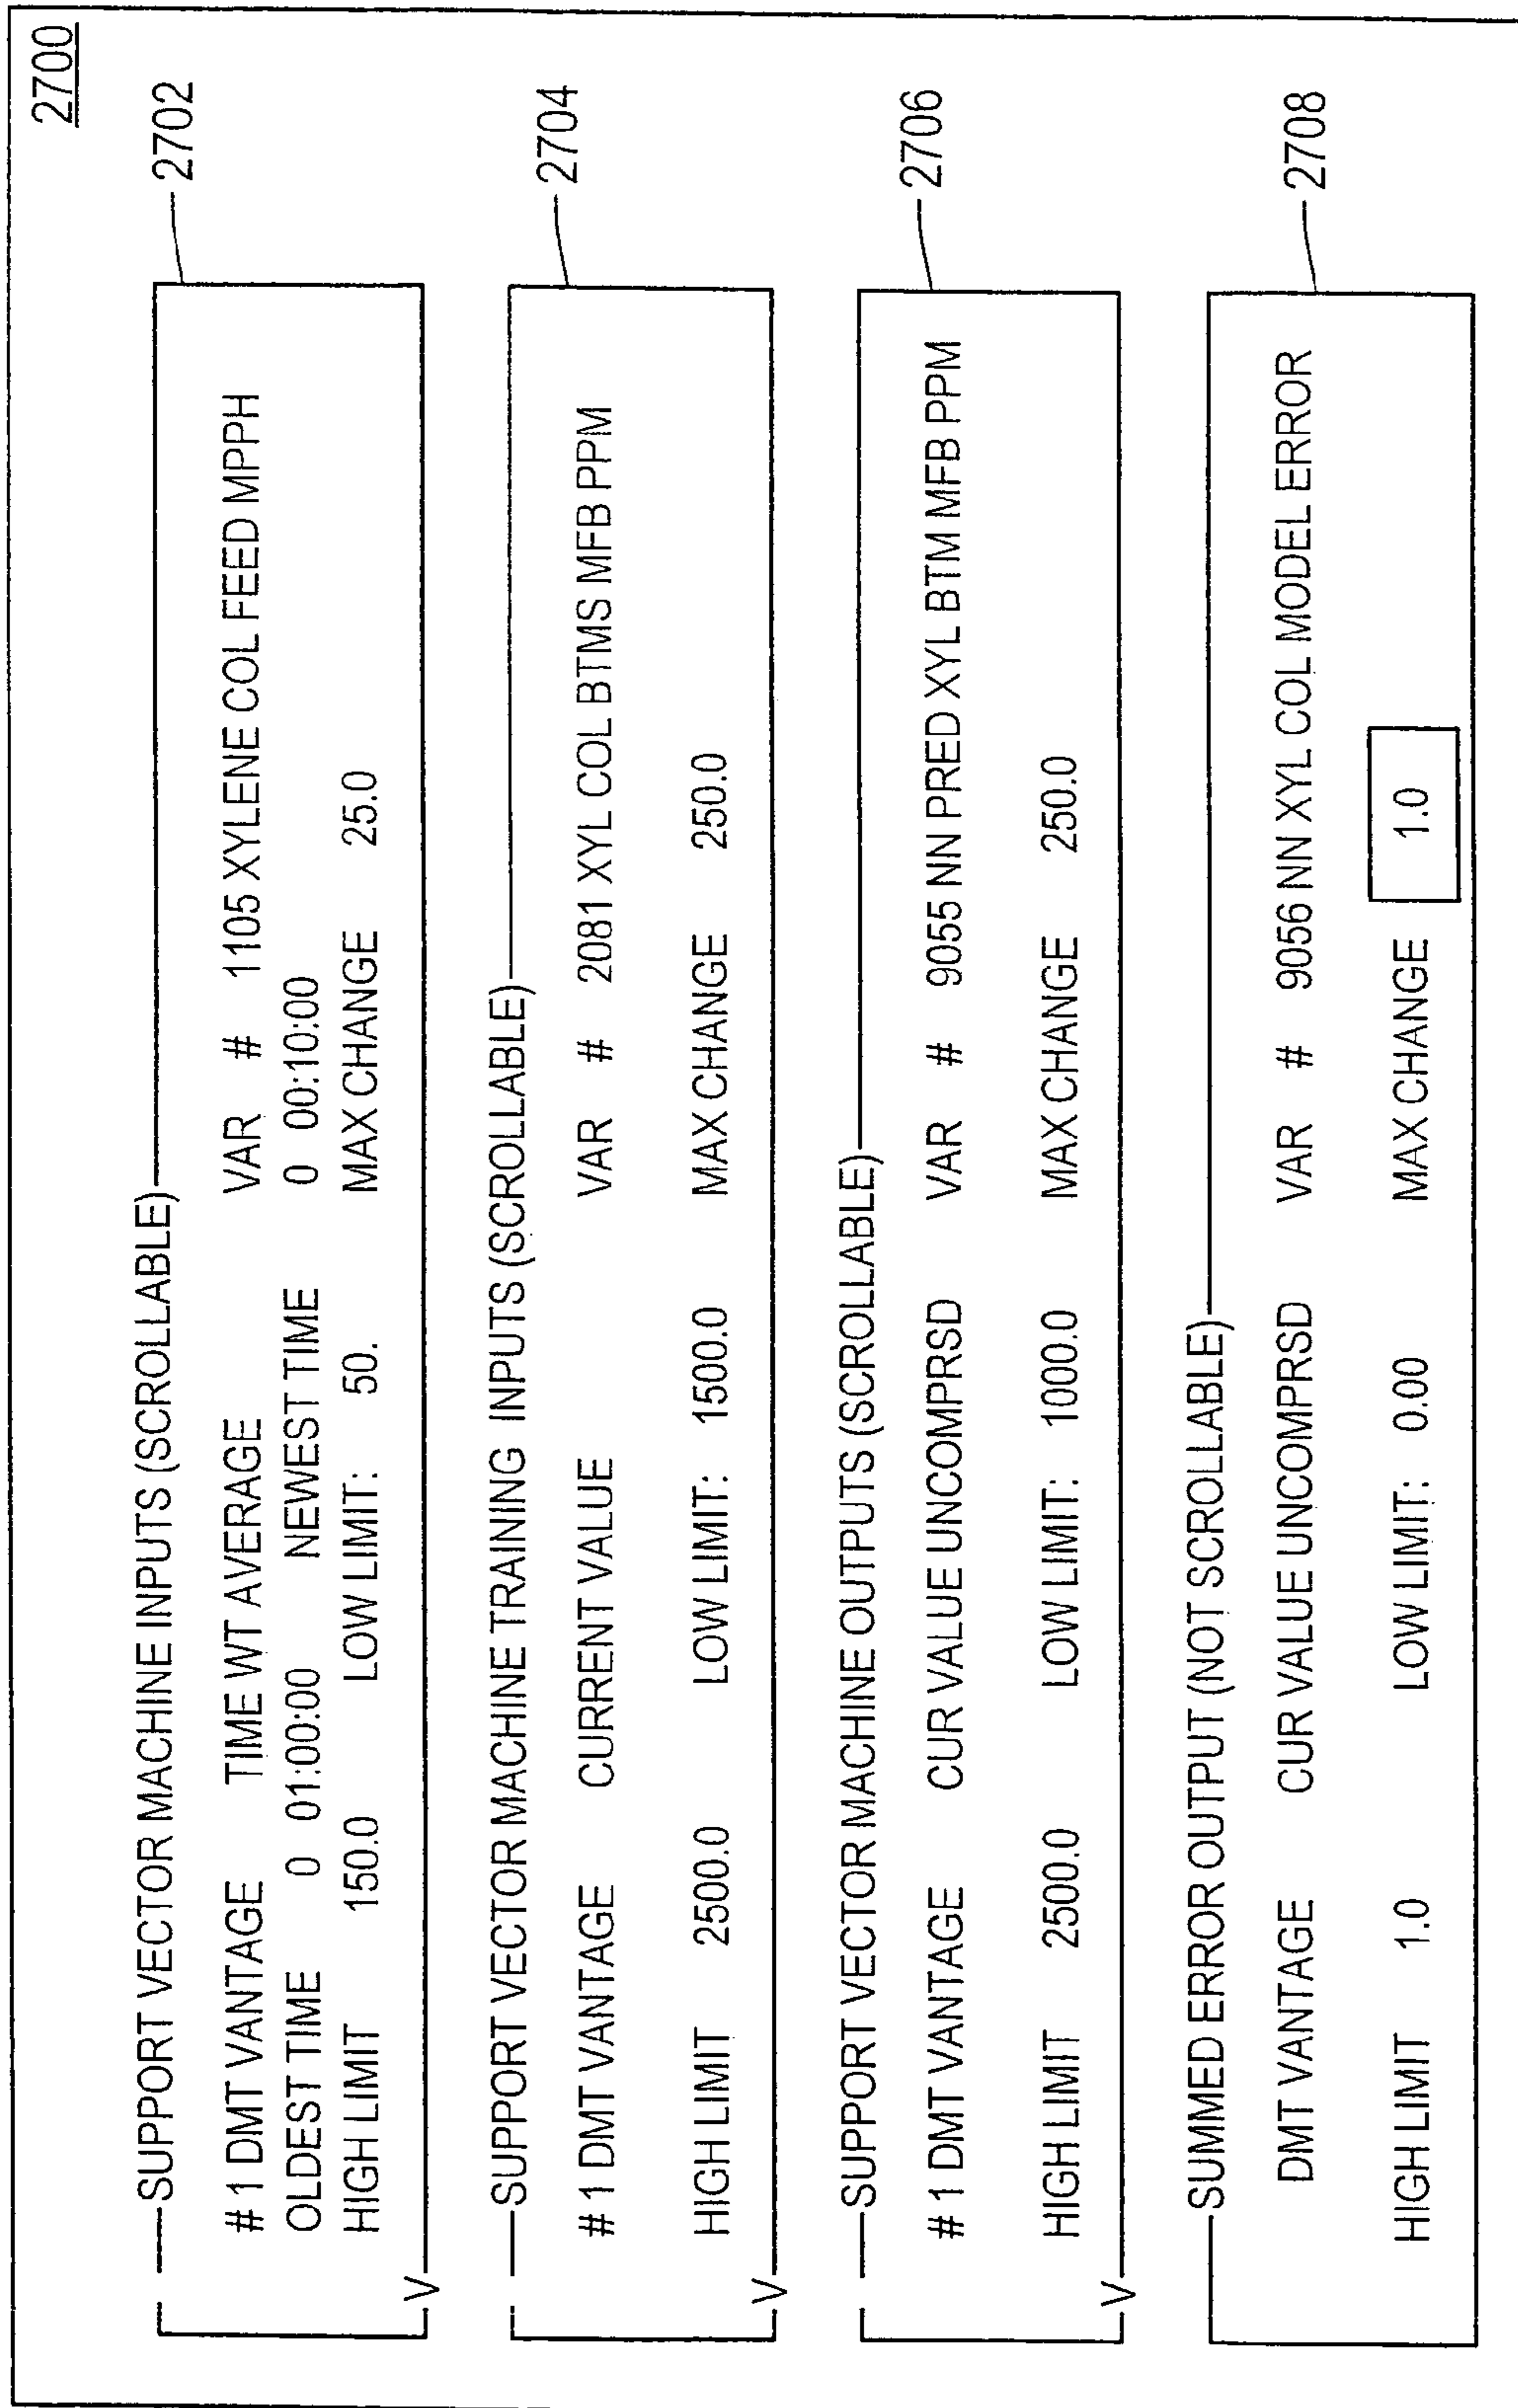 2700
SUPPORT VECTOR MACHINE INPUTS (SCROLLABLE)
2702
# 1 DMT VANTAGE TIME WT AVERAGE VAR # 1105 XYLENE COL FEED MPPH
OLDEST TIME 0 01:00:00 NEWEST TIME 0 00:10:00
HIGH LIMIT 150.0 LOW LIMIT: 50. MAX CHANGE 25.0
V
SUPPORT VECTOR MACHINE TRAINING INPUTS (SCROLLABLE)
2704
# 1 DMT VANTAGE CURRENT VALUE VAR # 2081 XYL COL BTMS MFB PPM
HIGH LIMIT 2500.0 LOW LIMIT: 1500.0 MAX CHANGE 250.0
V
SUPPORT VECTOR MACHINE OUTPUTS (SCROLLABLE)
2706
# 1 DMT VANTAGE CUR VALUE UNCOMPRSD VAR # 9055 NN PRED XYL BTM MFB PPM
HIGH LIMIT 2500.0 LOW LIMIT: 1000.0 MAX CHANGE 250.0
V
SUMMED ERROR OUTPUT (NOT SCROLLABLE)
2708
DMT VANTAGE CUR VALUE UNCOMPRSD VAR # 9056 NN XYL COL MODEL ERROR
HIGH LIMIT 1.0 LOW LIMIT: 0.00 MAX CHANGE 1.0